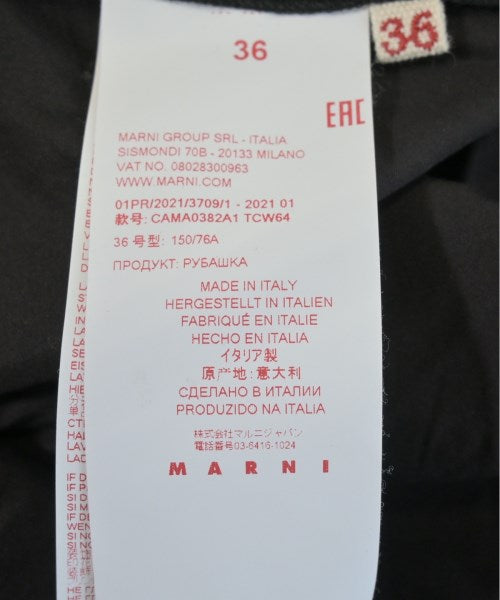 36
36
EAC
MARNI GROUP SRL - ITALIA
SISMONDI 70B - 20133 MILANO
VAT NO. 08028300963
WWW.MARNI.COM
01PR/2021/3709/1 - 2021 01
款号: CAMA0382A1 TCW64
36 号型: 150/76A
ПРОДУКТ: РУБАШКА
MADE IN ITALY
HERGESTELLT IN ITALIEN
FABRIQUÉ EN ITALIE
HECHO EN ITALIA
イタリア製
原产地: 意大利
СДЕЛАНО В ИТАЛИИ
PRODUZIDO NA ITALIA
株式会社マルニジャパン
電話番号03-6416-1024
MARNI